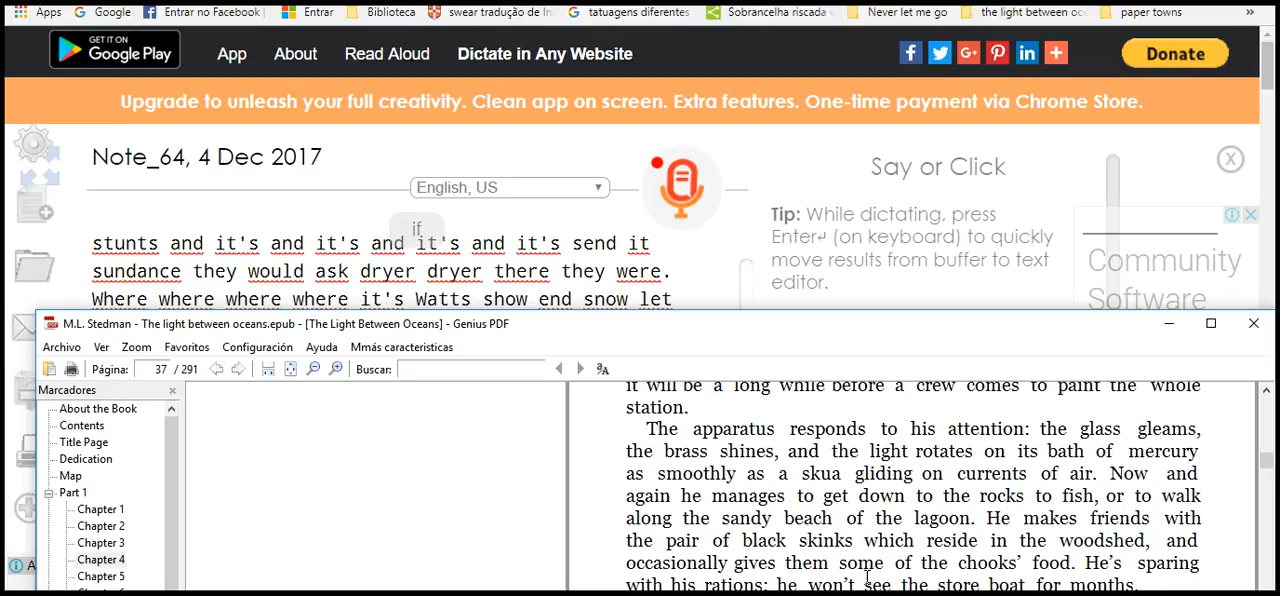 Apps Google Entrar no Facebook | Entrar Biblioteca swear tradução de In tatuagens diferentes Sobrancelha riscada Never let me go the light between oce paper towns »
GET IT ON
Google Play
App About Read Aloud Dictate in Any Website Donate
Upgrade to unleash your full creativity. Clean app on screen. Extra features. One-time payment via Chrome Store.
Note_64, 4 Dec 2017
English, US
if
stunts and it's and it's and it's and it's send it
sundance they would ask dryer dryer there they were.
Where where where where it's Watts show end snow let
Say or Click
Tip: While dictating, press
Enter↵ (on keyboard) to quickly
move results from buffer to text
editor.
Community
Software
M.L. Stedman - The light between oceans.epub - [The Light Between Oceans] - Genius PDF
Archivo Ver Zoom Favoritos Configuración Ayuda Mmás caracteristicas
Página: 37 / 291 Buscar:
Marcadores
About the Book
Contents
Title Page
Dedication
Map
Part 1
Chapter 1
Chapter 2
Chapter 3
Chapter 4
Chapter 5
it will be a long while before a crew comes to paint the whole
station.
The apparatus responds to his attention: the glass gleams,
the brass shines, and the light rotates on its bath of mercury
as smoothly as a skua gliding on currents of air. Now and
again he manages to get down to the rocks to fish, or to walk
along the sandy beach of the lagoon. He makes friends with
the pair of black skinks which reside in the woodshed, and
occasionally gives them some of the chooks' food. He's sparing
with his rations: he won't see the store boat for months.